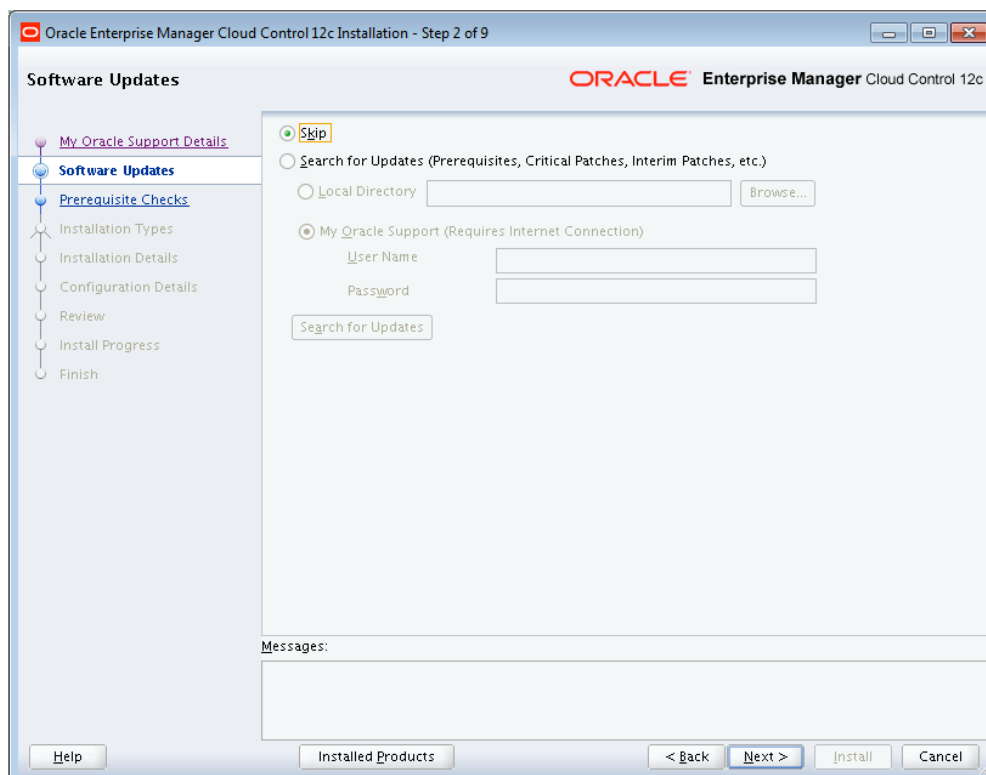 Oracle Enterprise Manager Cloud Control 12c Installation - Step 2 of 9
Software Updates
ORACLE Enterprise Manager Cloud Control 12c
My Oracle Support Details
Software Updates
Prerequisite Checks
Installation Types
Installation Details
Configuration Details
Review
Install Progress
Finish
Skip
Search for Updates (Prerequisites, Critical Patches, Interim Patches, etc.)
Local Directory
Browse...
My Oracle Support (Requires Internet Connection)
User Name
Password
Search for Updates
Messages:
Help
Installed Products
< Back
Next >
Install
Cancel